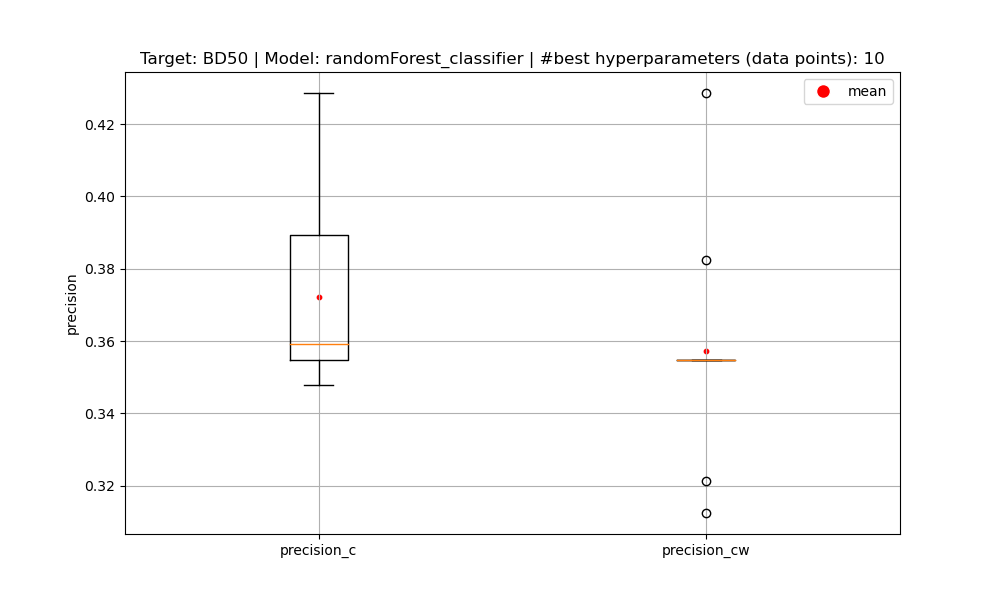 Target: BD50 | Model: randomForest_classifier | #best hyperparameters (data points): 10
mean
0.42
0.40
0.38
0.36
0.34
0.32
precision
precision_c
precision_cw